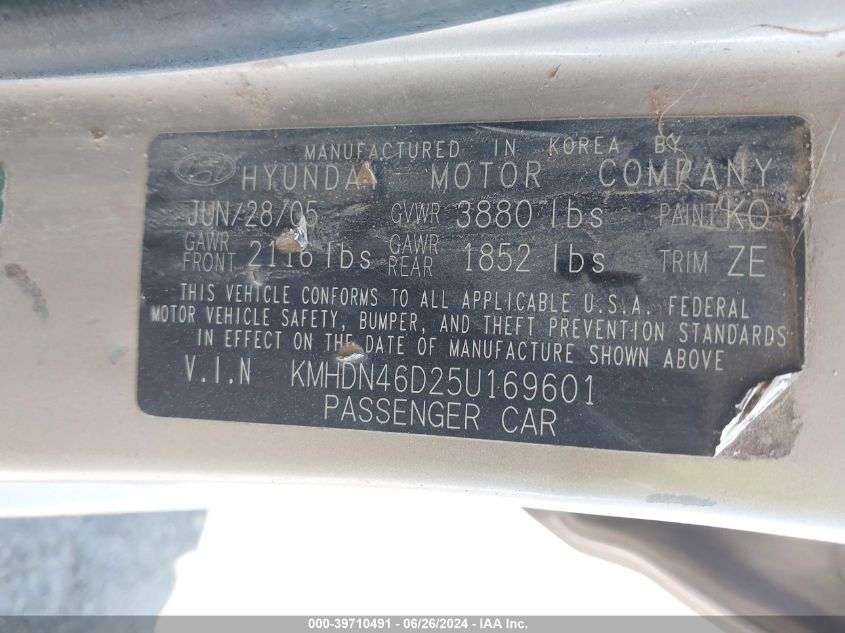 MANUFACTURED IN KOREA BY
HYUNDAI MOTOR COMPANY
JUN/28/05 GVWR 3880 lbs PAINT KO
GAWR FRONT 2116 lbs GAWR REAR 1852 lbs TRIM ZE
THIS VEHICLE CONFORMS TO ALL APPLICABLE U.S.A. FEDERAL
MOTOR VEHICLE SAFETY, BUMPER, AND THEFT PREVENTION STANDARDS
IN EFFECT ON THE DATE OF MANUFACTURE SHOWN ABOVE
V.I.N KMHDN46D25U169601
PASSENGER CAR
000-39710491 - 06/26/2024 - IAA Inc.